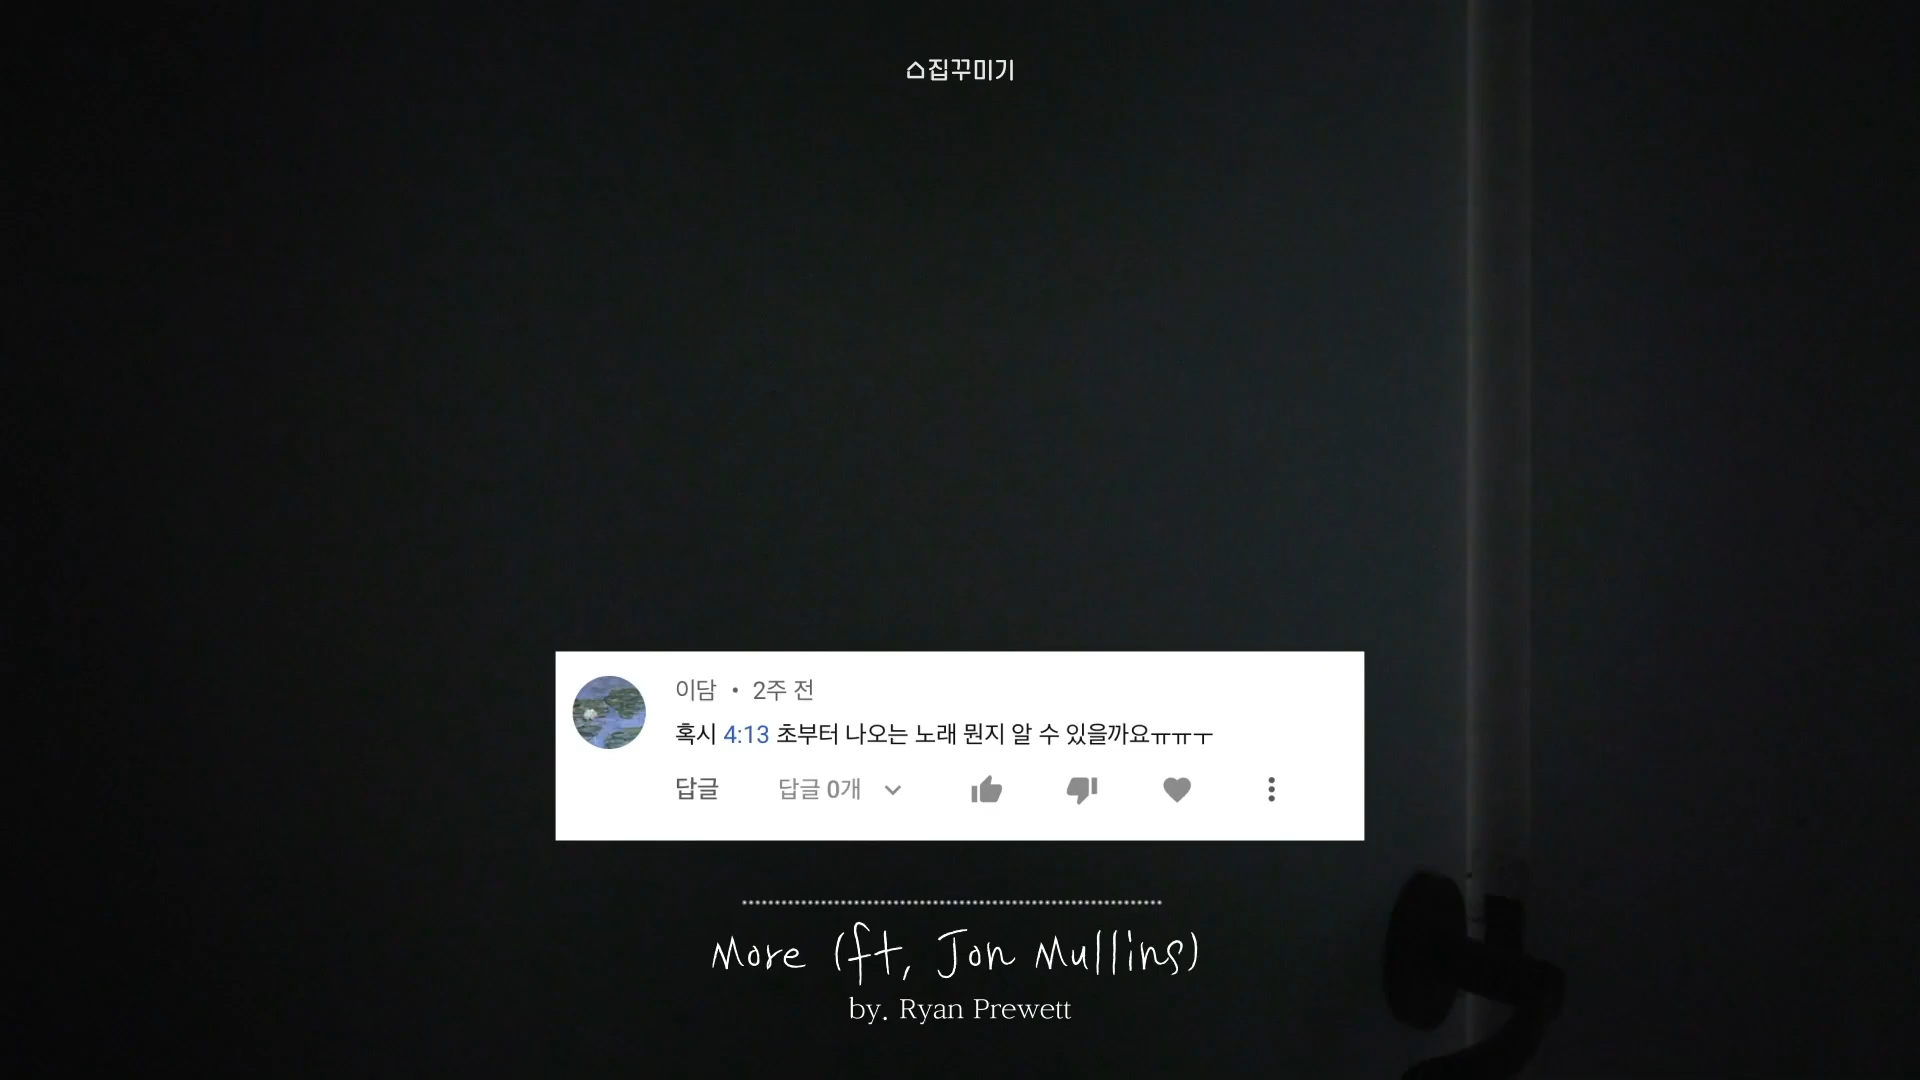 집꾸미기
이담 • 2주 전
혹시 4:13 초부터 나오는 노래 뭔지 알 수 있을까요ㅠㅠㅜ
답글 답글 0개
More (ft, Jon Mullins)
by. Ryan Prewett